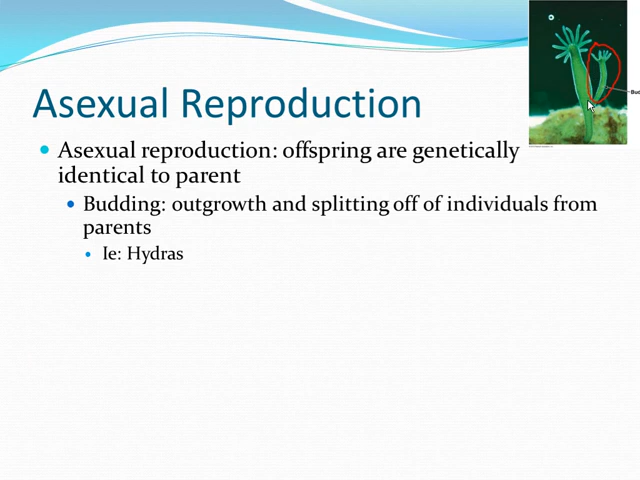 Asexual Reproduction
Asexual reproduction: offspring are genetically
identical to parent
Budding: outgrowth and splitting off of individuals from
parents
Ie: Hydras